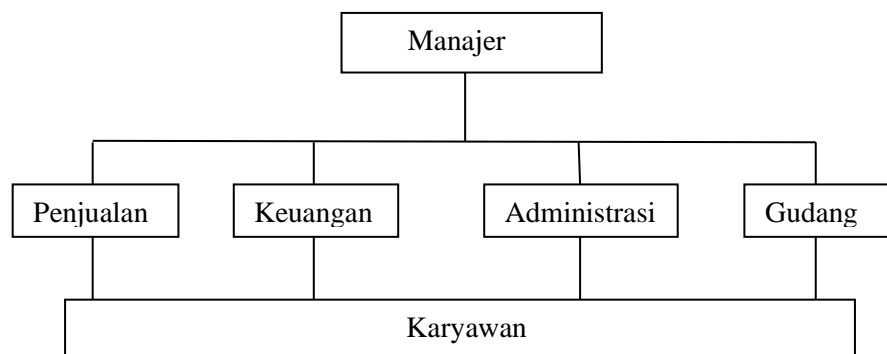 Manajer
Penjualan
Keuangan
Administrasi
Gudang
Karyawan